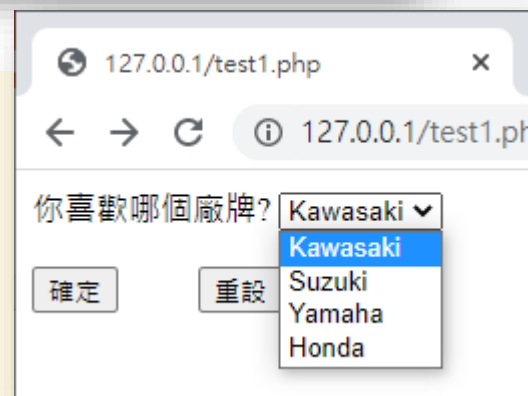 127.0.0.1/test1.php
127.0.0.1/test1.ph
你喜歡哪個廠牌? Kawasaki
Kawasaki
確定 重設 Suzuki
Yamaha
Honda